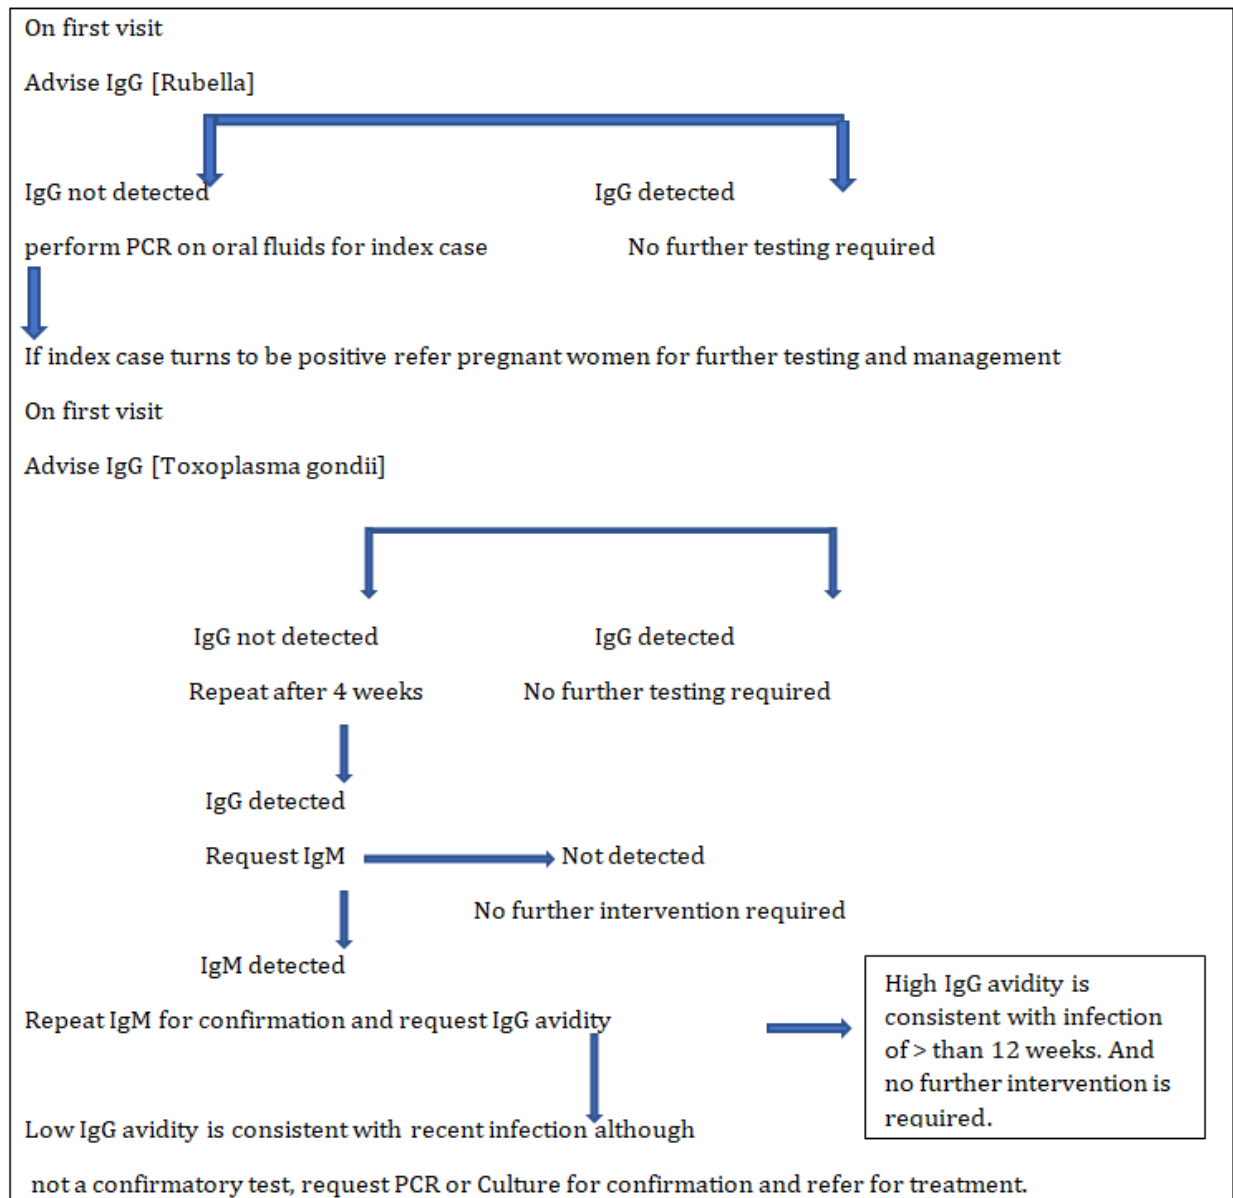 On first visit
Advise IgG [Rubella]
IgG not detected
IgG detected
perform PCR on oral fluids for index case
No further testing required
If index case turns to be positive refer pregnant women for further testing and management
On first visit
Advise IgG [Toxoplasma gondii]
IgG not detected
IgG detected
Repeat after 4 weeks
No further testing required
IgG detected
Request IgM
Not detected
No further intervention required
IgM detected
Repeat IgM for confirmation and request IgG avidity
High IgG avidity is
consistent with infection
of > than 12 weeks. And
no further intervention is
required.
Low IgG avidity is consistent with recent infection although
not a confirmatory test, request PCR or Culture for confirmation and refer for treatment.